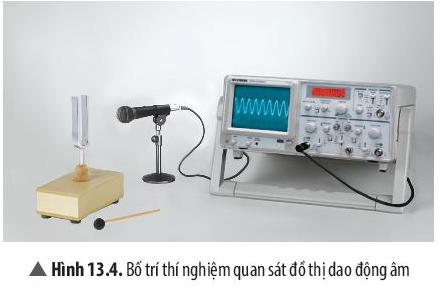 ▲ Hình 13.4. Bố trí thí nghiệm quan sát đồ thị dao động âm